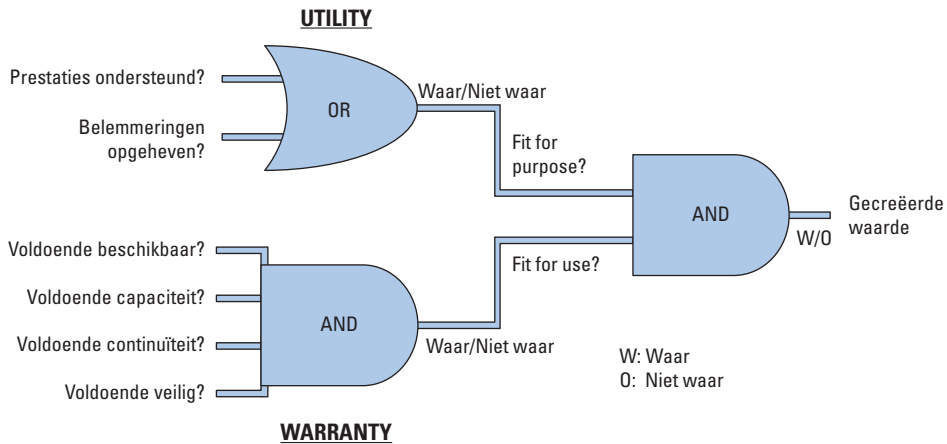 UTILITY
Prestaties ondersteund?
OR
Waar/Niet waar
Belemmeringen
opgeheven?
Fit for
purpose?
AND
Gecreëerde
waarde
W/O
Voldoende beschikbaar?
Fit for use?
Voldoende capaciteit?
AND
Voldoende continuïteit?
Waar/Niet waar
W: Waar
O: Niet waar
Voldoende veilig?
WARRANTY